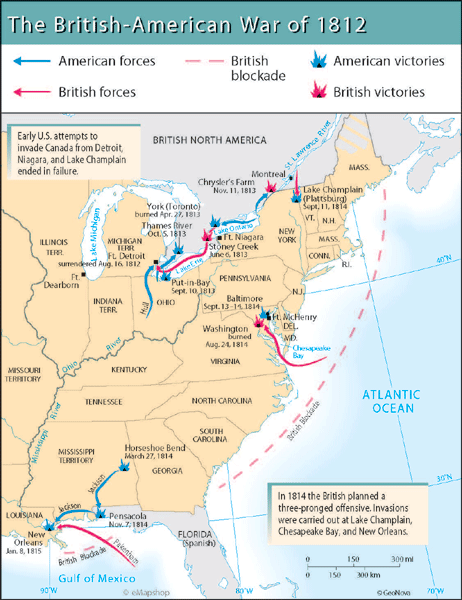 The British-American War of 1812
American forces
British forces
British
blockade
American victories
British victories
Early U.S. attempts to
invade Canada from Detroit,
Niagara, and Lake Champlain
ended in failure.
BRITISH NORTH AMERICA
St. Lawrence River
Montreal
Chrysler's Farm
Nov. 11, 1813
MASS.
Lake Champlain
(Plattsburg)
Sept. 11, 1814
York (Toronto)
burned Apr. 27, 1813
Lake Ontario
VT.
N.H.
Lake Michigan
Thames River
Oct. 5, 1813
Ft. Niagara
Stoney Creek
June 6, 1813
NEW
YORK
MASS.
CONN.
R.I.
MICHIGAN
TERR.
Ft. Detroit
surrendered Aug. 16, 1812
Lake Erie
ILLINOIS
TERR.
Ft.
Dearborn
Put-in-Bay
Sept. 10, 1813
PENNSYLVANIA
N.J.
40°N
INDIANA
TERR.
Hull
OHIO
Baltimore
Sept. 13-14, 1814
Ft. McHenry
DEL.
MD.
Washington
burned
Aug. 24, 1814
Chesapeake
Bay
Ohio River
MISSOURI
TERRITORY
KENTUCKY
VIRGINIA
ATLANTIC
OCEAN
Mississippi River
TENNESSEE
NORTH CAROLINA
British Blockade
SOUTH
CAROLINA
MISSISSIPPI
TERRITORY
Horseshoe Bend
March 27, 1814
GEORGIA
30°N
Jackson
In 1814 the British planned a
three-pronged offensive. Invasions
were carried out at Lake Champlain,
Chesapeake Bay, and New Orleans.
LOUISIANA
Jackson
Pensacola
Nov. 7, 1814
New
Orleans
Jan. 8, 1815
FLORIDA
(Spanish)
British Blockade
Pakenham
0 150 300 mi
0 150 300 km
90°W
Gulf of Mexico
© eMapshop
80°W
70°W
©GeoNova